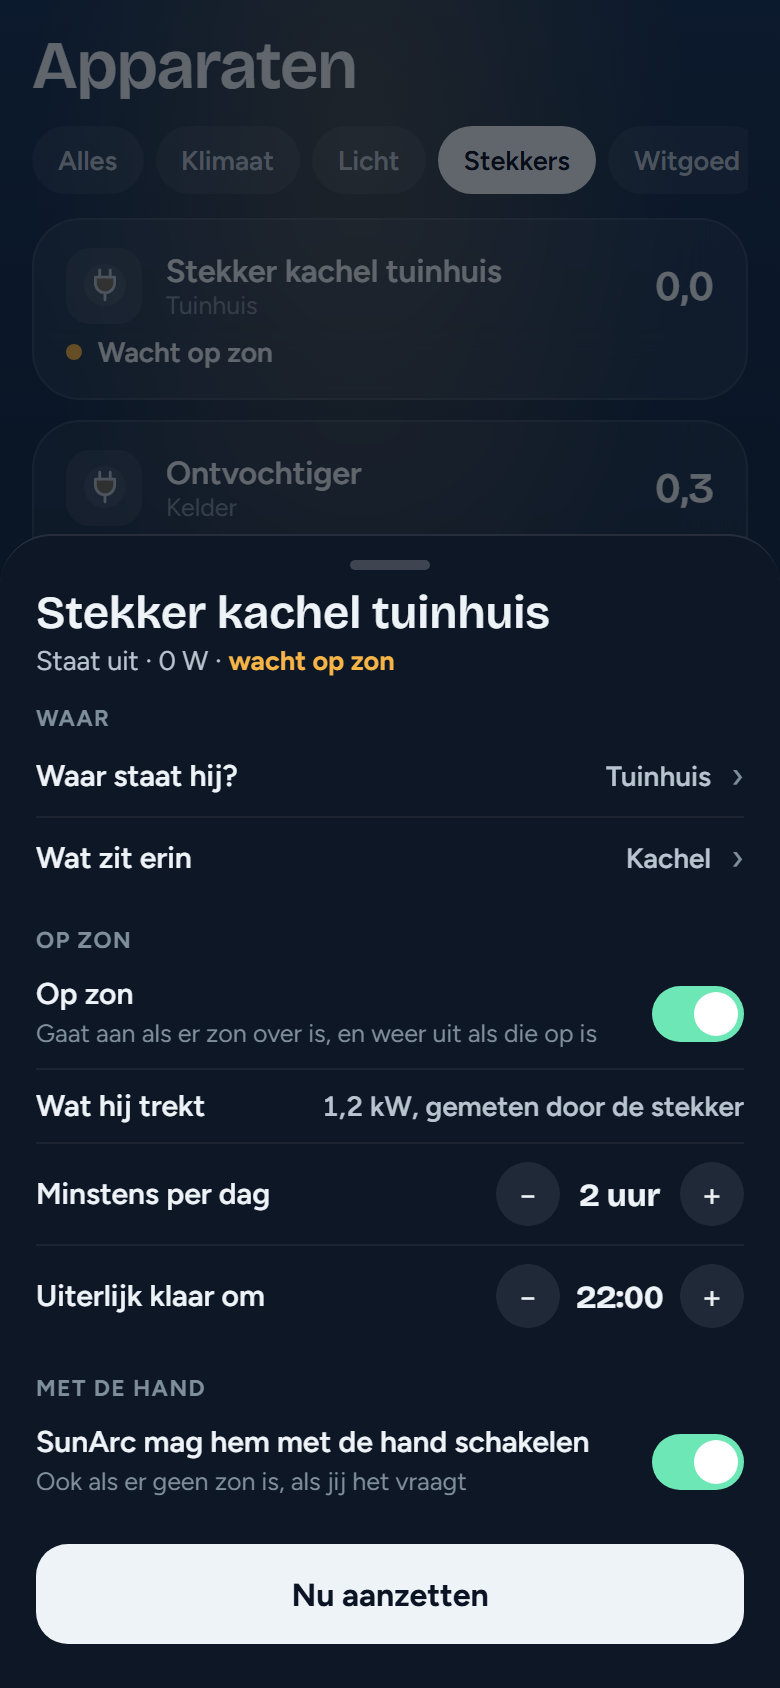 Apparaten
Alles
Klimaat
Licht
Stekkers
Witgoed
Stekker kachel tuinhuis
Tuinhuis
0,0
Wacht op zon
Ontvochtiger
Kelder
0,3
Stekker kachel tuinhuis
Staat uit · 0 W · wacht op zon
WAAR
Waar staat hij? Tuinhuis ›
Wat zit erin Kachel ›
OP ZON
Op zon
Gaat aan als er zon over is, en weer uit als die op is
Wat hij trekt 1,2 kW, gemeten door de stekker
Minstens per dag − 2 uur +
Uiterlijk klaar om − 22:00 +
MET DE HAND
SunArc mag hem met de hand schakelen
Ook als er geen zon is, als jij het vraagt
Nu aanzetten